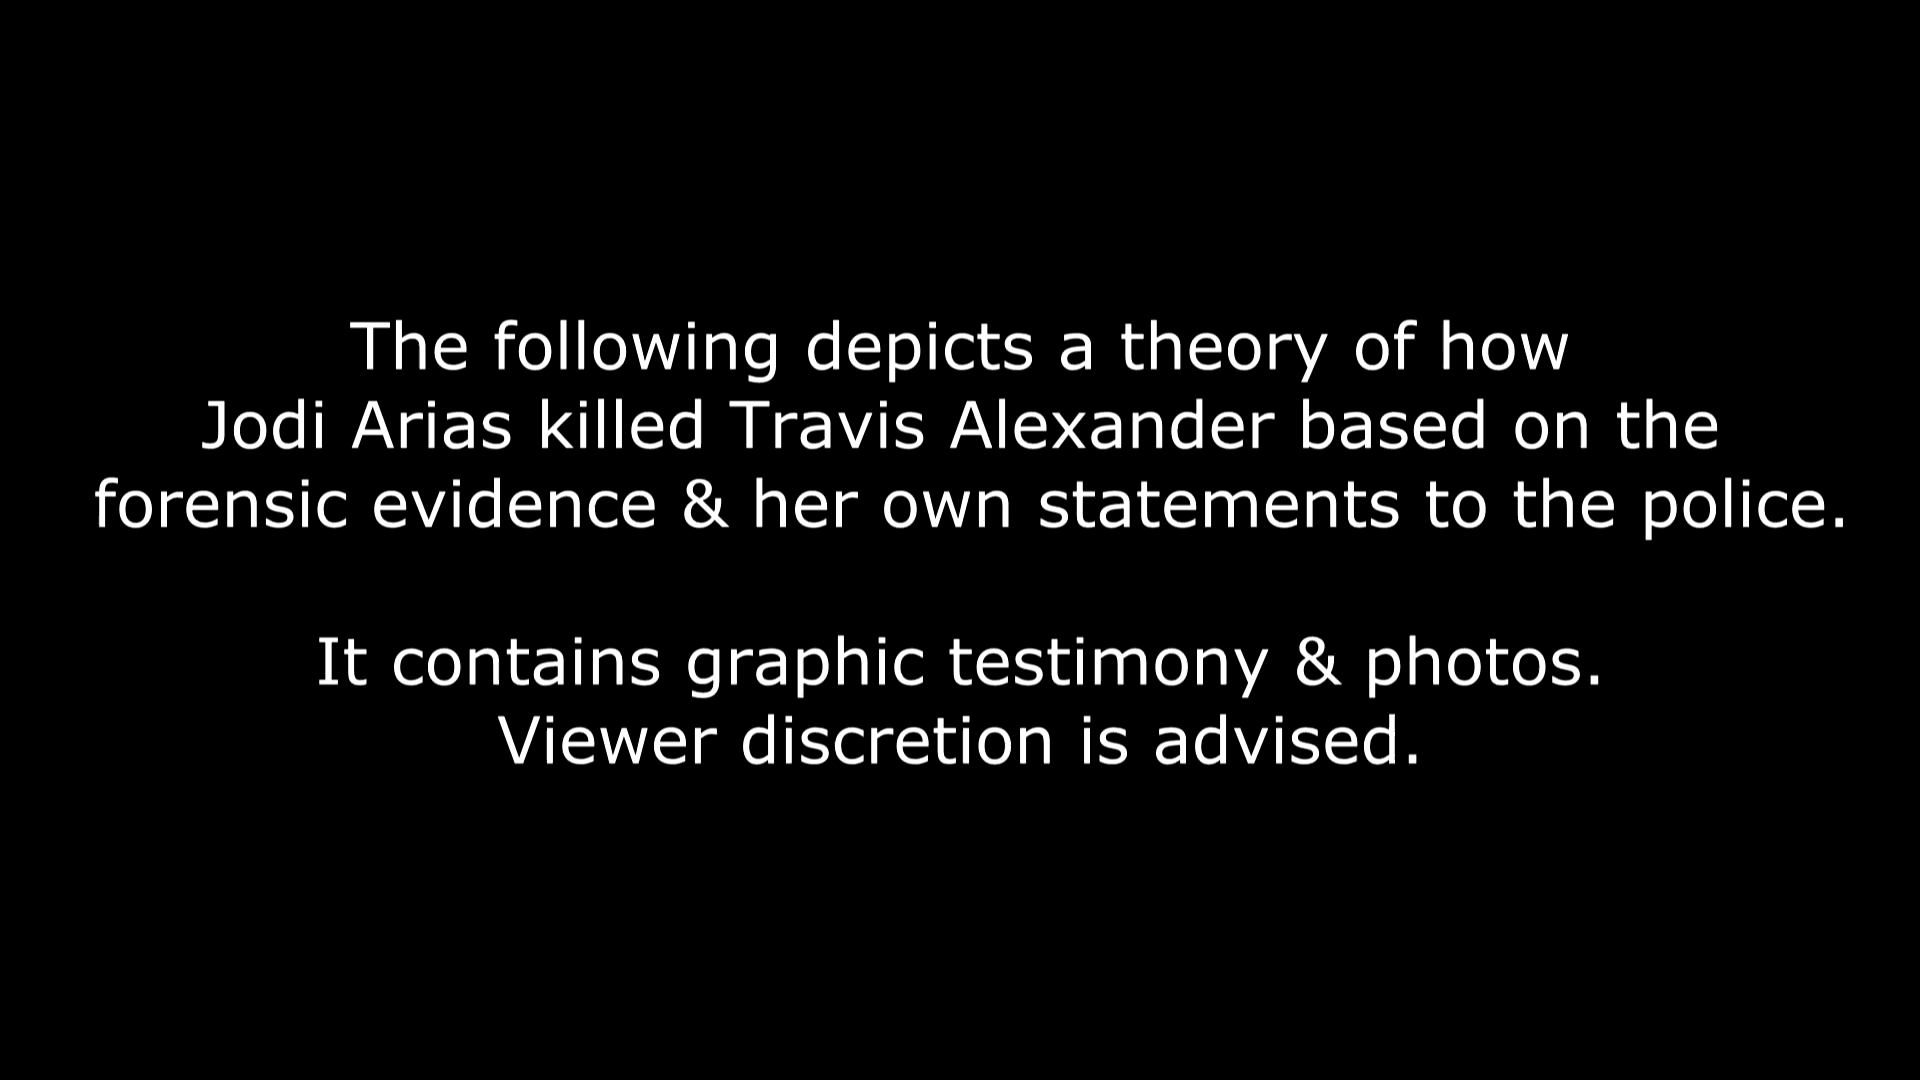 The following depicts a theory of how
Jodi Arias killed Travis Alexander based on the
forensic evidence & her own statements to the police.
It contains graphic testimony & photos.
Viewer discretion is advised.